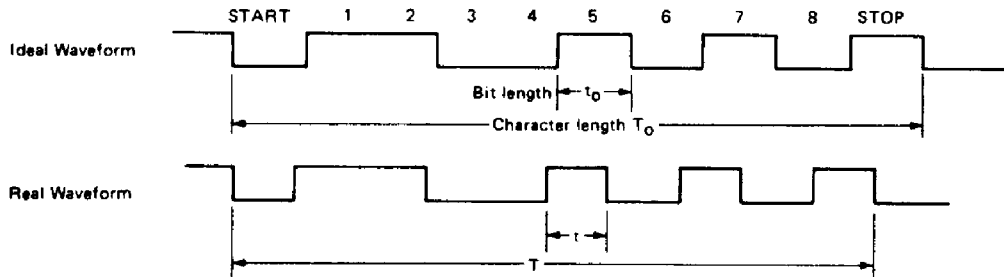 START 1 2 3 4 5 6 7 8 STOP
Ideal Waveform
Bit length t₀
Character length T₀
Real Waveform
t
T